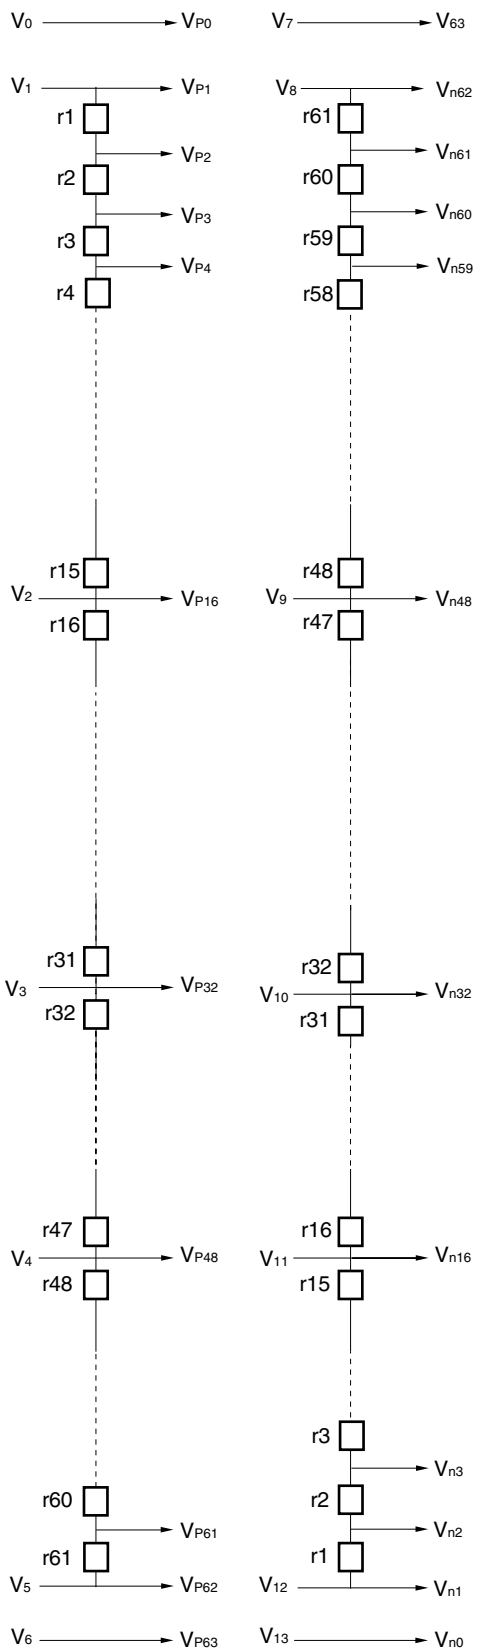 V0 VP0
V1 VP1
r1
VP2
r2
VP3
r3
VP4
r4
r15
V2 VP16
r16
r31
V3 VP32
r32
r47
V4 VP48
r48
r60
VP61
r61
V5 VP62
V6 VP63
V7 V63
V8 Vn62
r61
Vn61
r60
Vn60
r59
Vn59
r58
r48
V9 Vn48
r47
r32
V10 Vn32
r31
r16
V11 Vn16
r15
r3
Vn3
r2
Vn2
r1
V12 Vn1
V13 Vn0